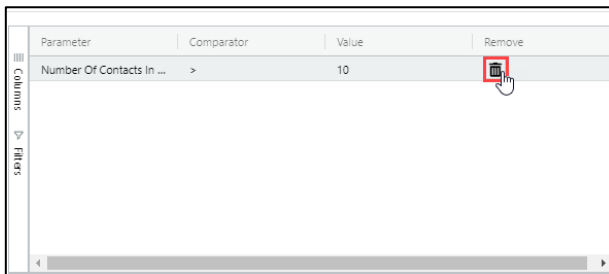 Parameter Comparator Value Remove
Number Of Contacts In ... > 10
Columns
Filters